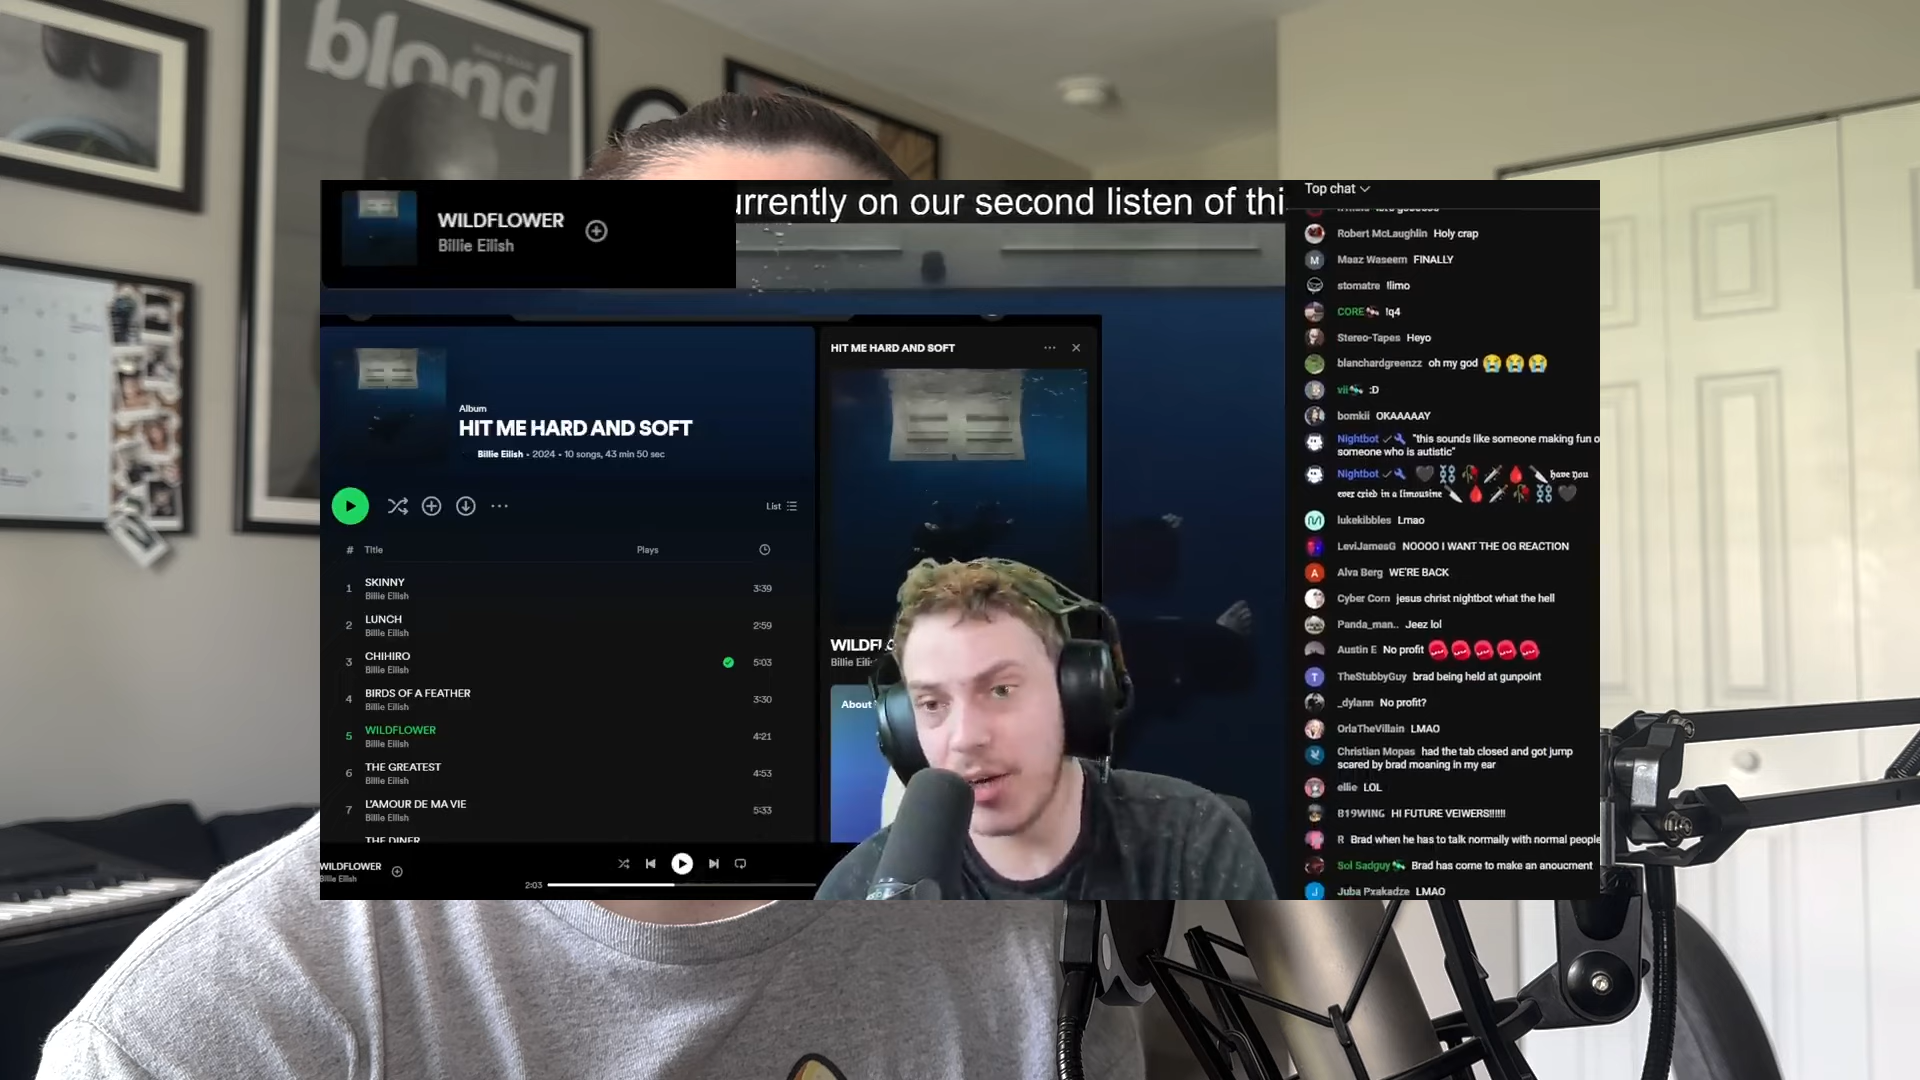 blond
WILDFLOWER
Billie Eilish
urrently on our second listen of thi
HIT ME HARD AND SOFT
Album
HIT ME HARD AND SOFT
Billie Eilish • 2024 • 10 songs, 43 min 50 sec
List
# Title Plays
1 SKINNY 3:39
Billie Eilish
2 LUNCH 2:59
Billie Eilish
3 CHIHIRO 5:03
Billie Eilish
4 BIRDS OF A FEATHER 3:30
Billie Eilish
5 WILDFLOWER 4:21
Billie Eilish
6 THE GREATEST 4:53
Billie Eilish
7 L'AMOUR DE MA VIE 5:33
Billie Eilish
THE DINER
WILDFLOWER
Billie Eilish
2:03
WILDFLO
Billie Eili
About
Top chat
Robert McLaughlin Holy crap
M Maaz Waseem FINALLY
stomatre !limo
CORE !q4
Stereo-Tapes Heyo
blanchardgreenzz oh my god 😭😭😭
vii :D
bomkii OKAAAAY
Nightbot "this sounds like someone making fun o
someone who is autistic"
Nightbot 🖤⛓️🥀🗡️🩸🔪have you
ever cried in a limousine🔪🩸🗡️🥀⛓️🖤
lukekibbles Lmao
LeviJamesG NOOOO I WANT THE OG REACTION
A Alva Berg WE'RE BACK
Cyber Corn jesus christ nightbot what the hell
Panda_man.. Jeez lol
Austin E No profit
T TheStubbyGuy brad being held at gunpoint
_dylann No profit?
OrlaTheVillain LMAO
Christian Mopas had the tab closed and got jump
scared by brad moaning in my ear
ellie LOL
B19WING HI FUTURE VEIWERS!!!!!!
R Brad when he has to talk normally with normal people
Sol Sadguy Brad has come to make an anoucment
J Juba Pxakadze LMAO